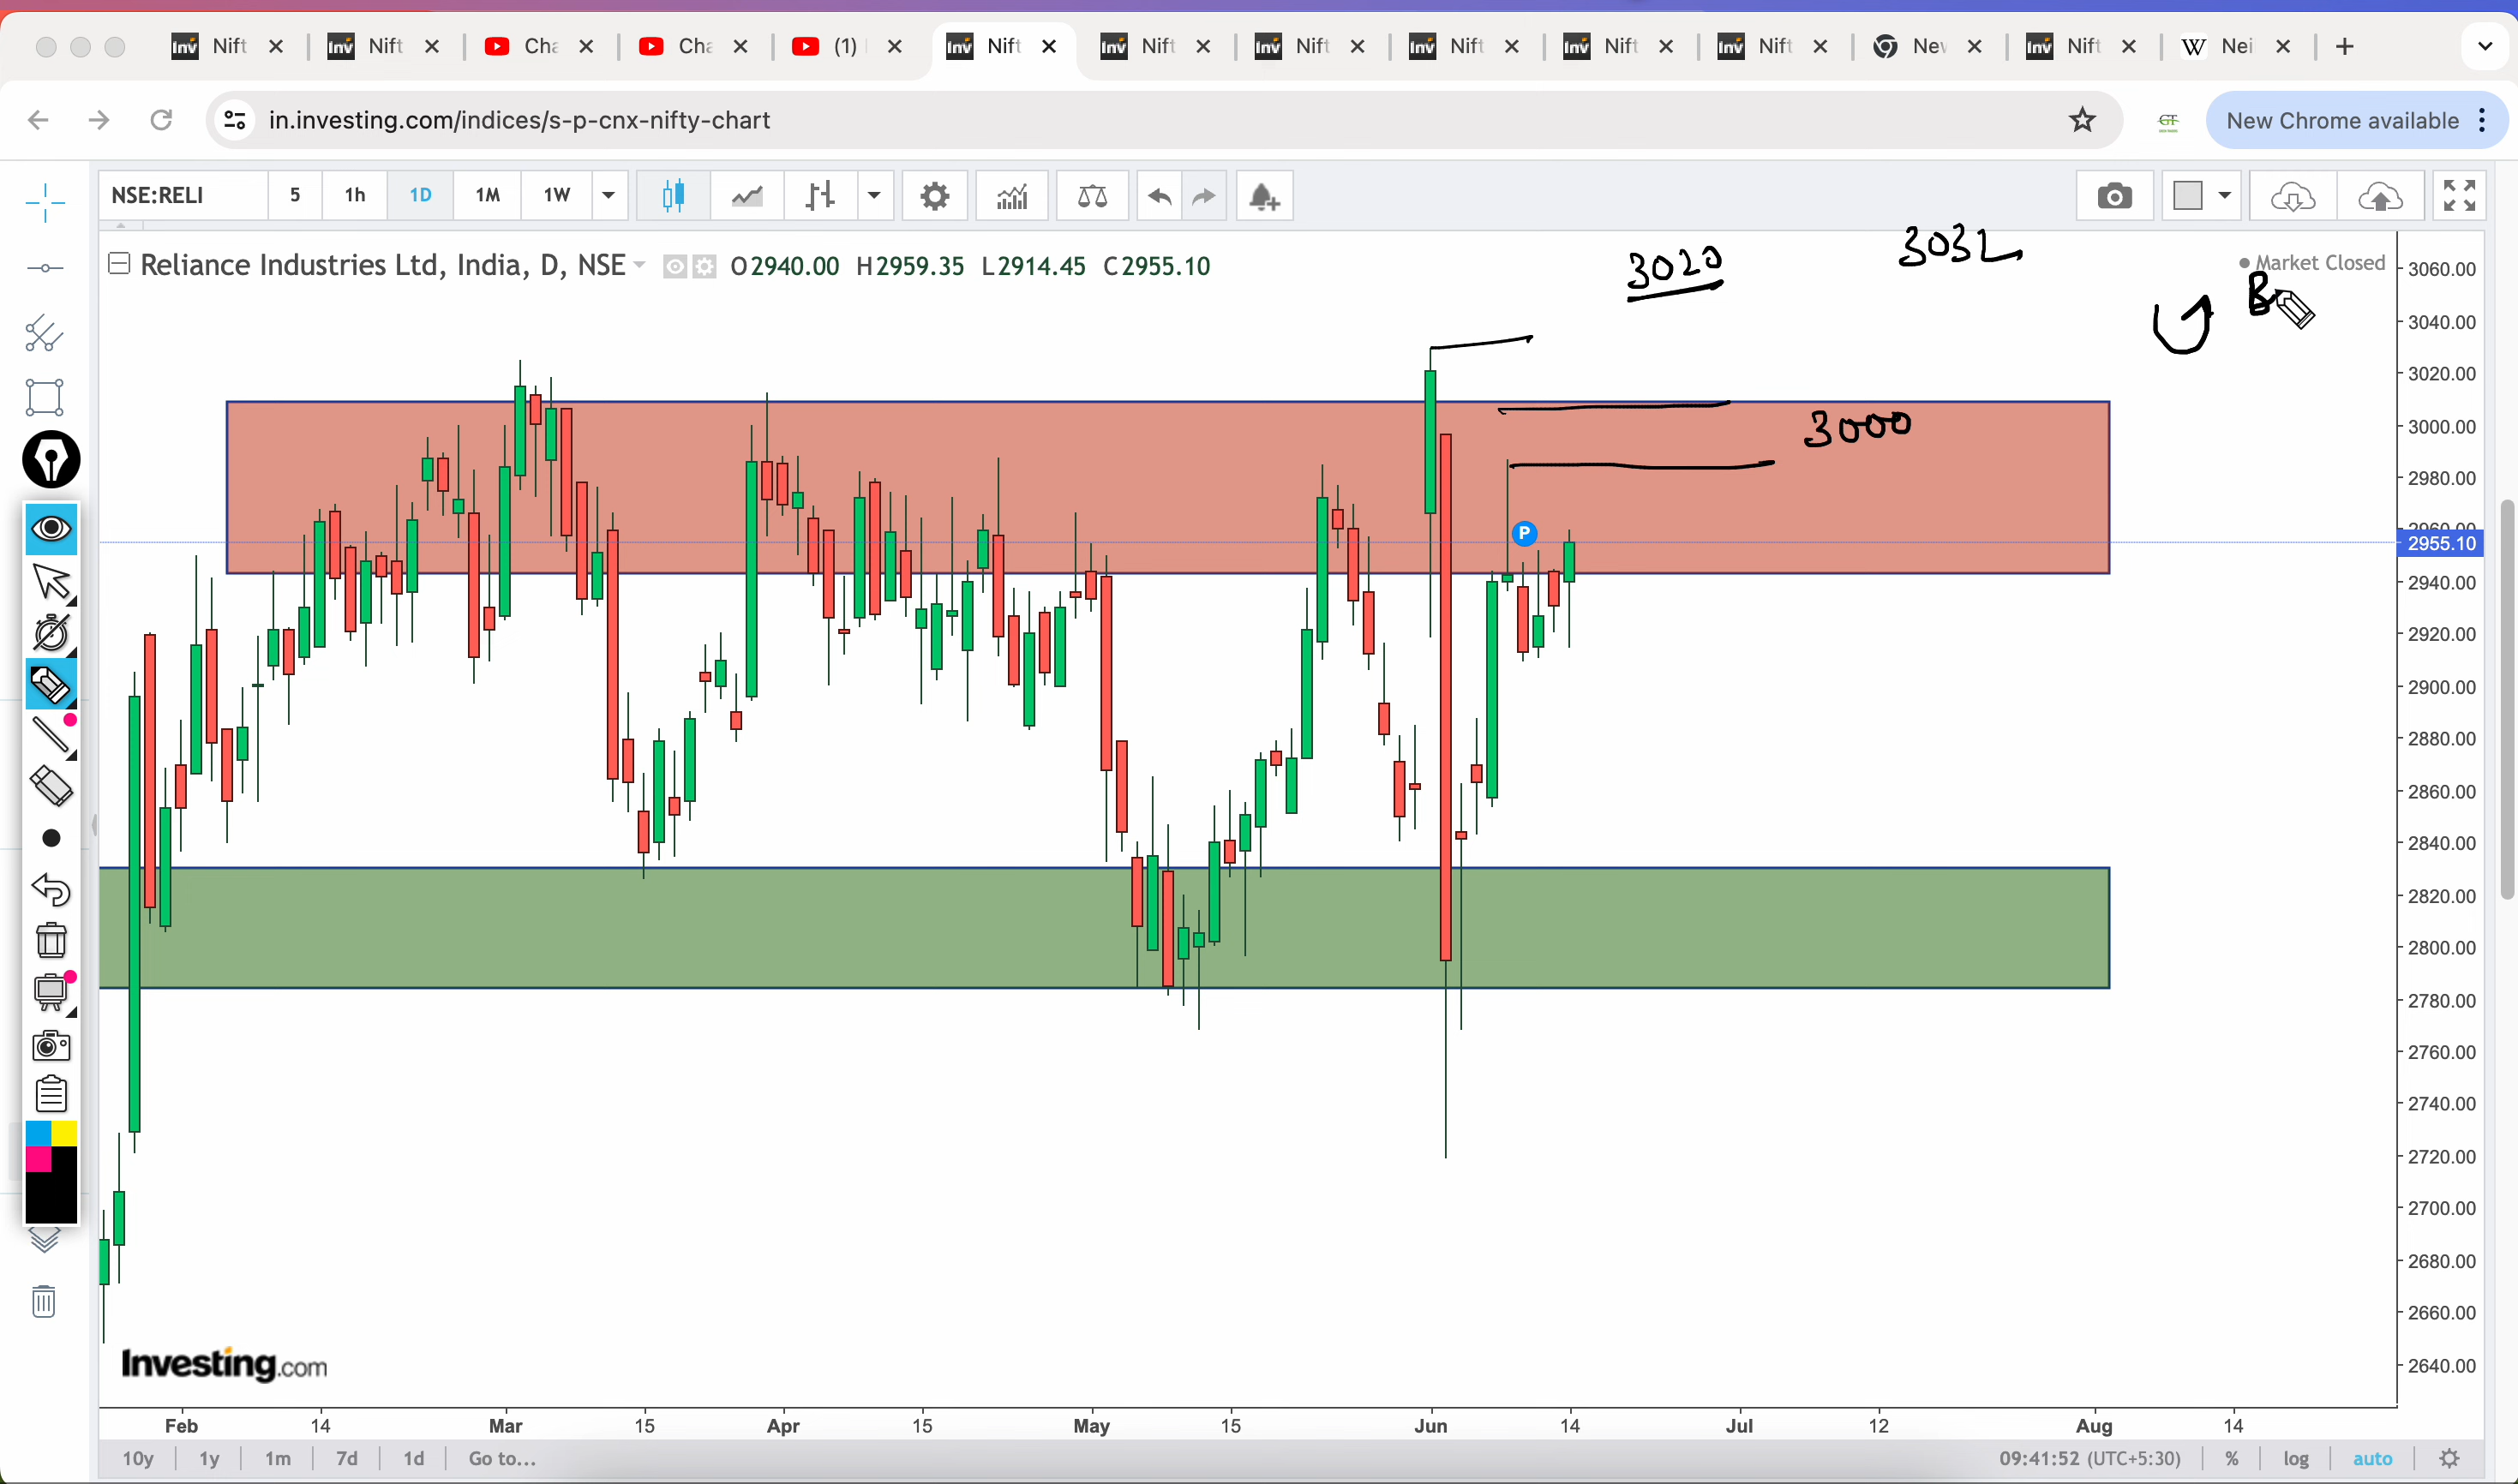 Nift
Nift
Cha
Cha
(1)
Nift
Nift
Nift
Nift
Nift
Nift
Nev
Nift
W Nei
in.investing.com/indices/s-p-cnx-nifty-chart
GT
New Chrome available
NSE:RELI 5 1h 1D 1M 1W
Reliance Industries Ltd, India, D, NSE O2940.00 H2959.35 L2914.45 C2955.10
3020
Market Closed
B
3000
P
3060.00
3040.00
3020.00
3000.00
2980.00
2960.00
2955.10
2940.00
2920.00
2900.00
2880.00
2860.00
2840.00
2820.00
2800.00
2780.00
2760.00
2740.00
2720.00
2700.00
2680.00
2660.00
2640.00
Investing.com
Feb 14 Mar 15 Apr 15 May 15 Jun 14 Jul 12 Aug 14
10y 1y 1m 7d 1d Go to... 09:41:52 (UTC+5:30) % log auto